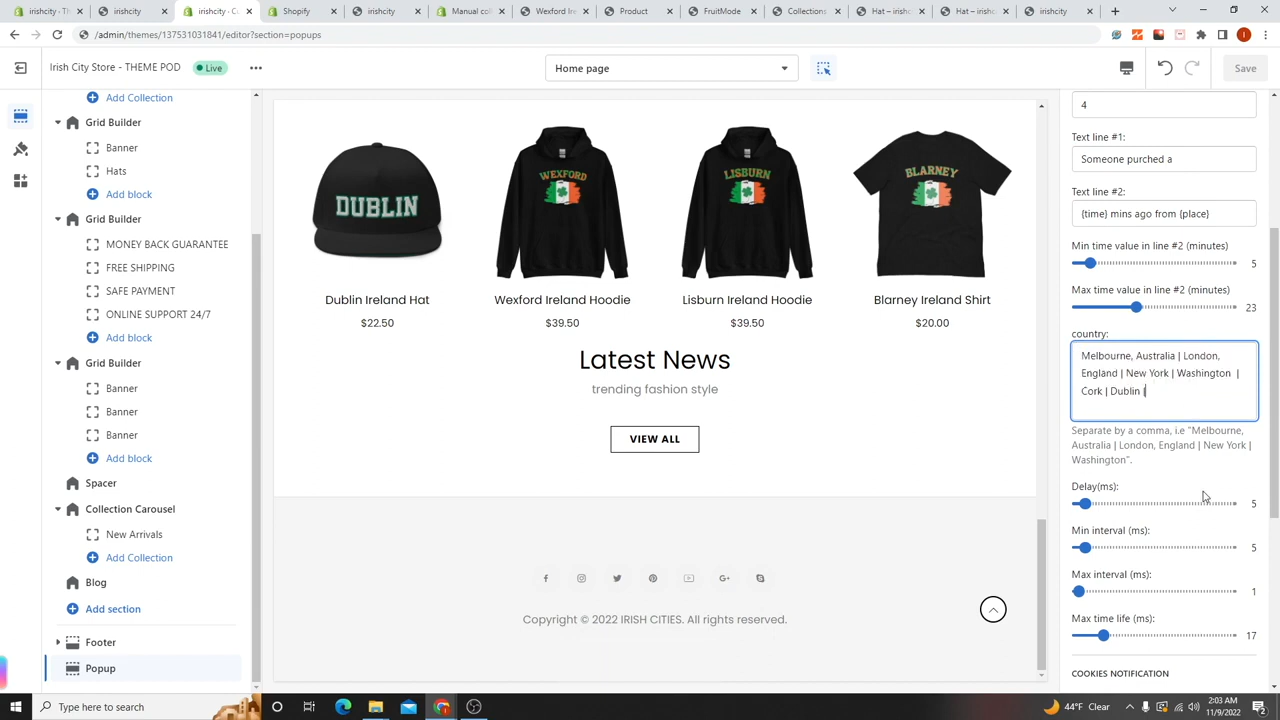 irishcity - Th
irishcity - TH
irishcity - Cu
Shopify
irishcity
Manual coll
Wexford Ire
Product
FruitMode
Collections
Hat – irishc
Hat – irishc
irishcity
/admin/themes/137531031841/editor?section=popups
Irish City Store - THEME POD
Live
Home page
Save
Add Collection
Grid Builder
Banner
Hats
Add block
Grid Builder
MONEY BACK GUARANTEE
FREE SHIPPING
SAFE PAYMENT
ONLINE SUPPORT 24/7
Add block
Grid Builder
Banner
Banner
Banner
Add block
Spacer
Collection Carousel
New Arrivals
Add Collection
Blog
Add section
Footer
Popup
DUBLIN
WEXFORD
LISBURN
BLARNEY
Dublin Ireland Hat
Wexford Ireland Hoodie
Lisburn Ireland Hoodie
Blarney Ireland Shirt
$22.50
$39.50
$39.50
$20.00
Latest News
trending fashion style
VIEW ALL
Copyright © 2022 IRISH CITIES. All rights reserved.
4
Text line #1:
Someone purched a
Text line #2:
{time} mins ago from {place}
Min time value in line #2 (minutes)
5
Max time value in line #2 (minutes)
23
country:
Melbourne, Australia | London,
England | New York | Washington |
Cork | Dublin |
Separate by a comma, i.e "Melbourne,
Australia | London, England | New York |
Washington".
Delay(ms):
5
Min interval (ms):
5
Max interval (ms):
1
Max time life (ms):
17
COOKIES NOTIFICATION
Type here to search
44°F Clear
2:03 AM
11/9/2022
2